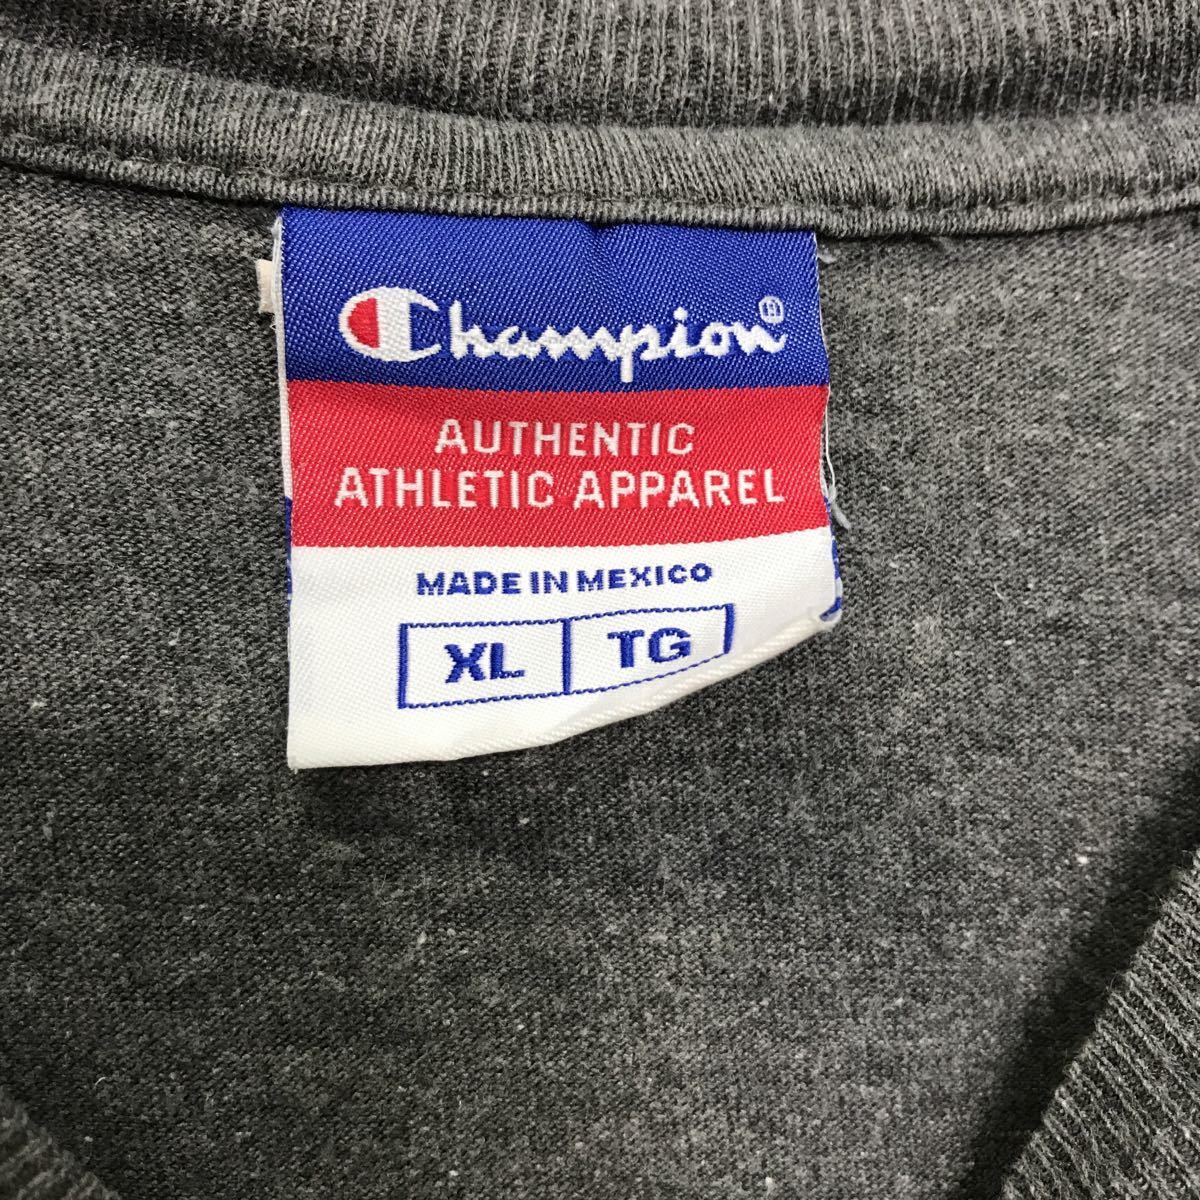 Champion®
AUTHENTIC
ATHLETIC APPAREL
MADE IN MEXICO
XL TG